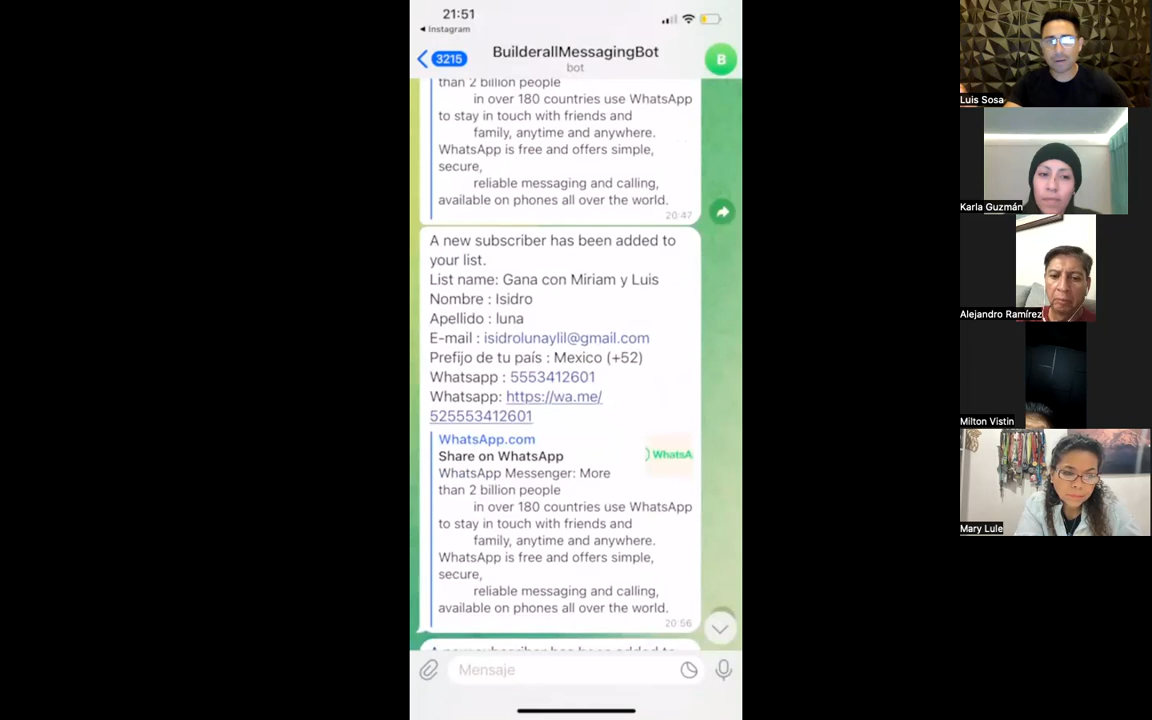 21:51
Instagram
3215
BuilderallMessagingBot
bot
B
than 2 billion people
in over 180 countries use WhatsApp
to stay in touch with friends and
family, anytime and anywhere.
WhatsApp is free and offers simple,
secure,
reliable messaging and calling,
available on phones all over the world.
20:47
A new subscriber has been added to
your list.
List name: Gana con Miriam y Luis
Nombre : Isidro
Apellido : luna
E-mail : isidrolunaylil@gmail.com
Prefijo de tu país : Mexico (+52)
Whatsapp : 5553412601
Whatsapp: https://wa.me/
525553412601
WhatsApp.com
Share on WhatsApp
WhatsA
WhatsApp Messenger: More
than 2 billion people
in over 180 countries use WhatsApp
to stay in touch with friends and
family, anytime and anywhere.
WhatsApp is free and offers simple,
secure,
reliable messaging and calling,
available on phones all over the world.
20:56
A new subscriber has been added to
Mensaje
Luis Sosa
Karla Guzmán
Alejandro Ramírez
Milton Vistin
Mary Lule